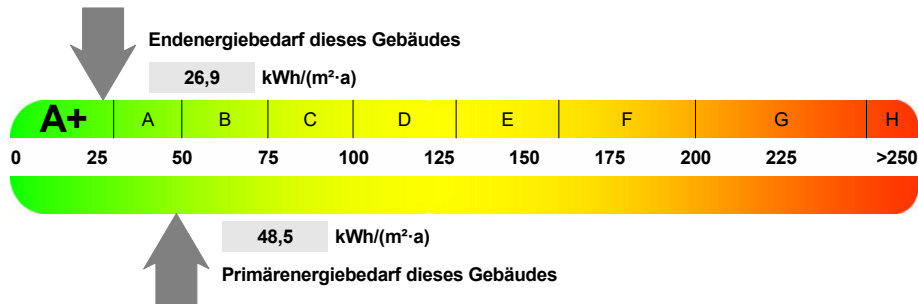 Endenergiebedarf dieses Gebäudes
26,9 kWh/(m²·a)
A+ A B C D E F G H
0 25 50 75 100 125 150 175 200 225 >250
48,5 kWh/(m²·a)
Primärenergiebedarf dieses Gebäudes